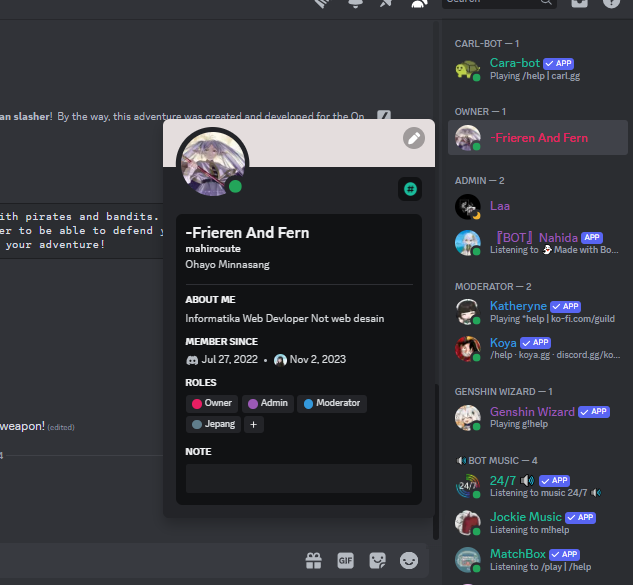 Search
an slasher! By the way, this adventure was created and developed for the On
ith pirates and bandits.
er to be able to defend y
your adventure!
weapon! (edited)
4
-Frieren And Fern
mahirocute
Ohayo Minnasang
ABOUT ME
Informatika Web Devloper Not web desain
MEMBER SINCE
Jul 27, 2022 • Nov 2, 2023
ROLES
Owner Admin Moderator
Jepang +
NOTE
GIF
CARL-BOT — 1
Cara-bot ✓ APP
Playing /help | carl.gg
OWNER — 1
-Frieren And Fern
ADMIN — 2
Laa
『BOT』 Nahida APP
Listening to Made with Bo...
MODERATOR — 2
Katheryne ✓ APP
Playing *help | ko-fi.com/guild
Koya ✓ APP
/help · koya.gg · discord.gg/ko...
GENSHIN WIZARD — 1
Genshin Wizard ✓ APP
Playing g!help
🔊 BOT MUSIC — 4
24/7 🔊 ✓ APP
Listening to music 24/7 🔊
Jockie Music ✓ APP
Listening to m!help
MatchBox ✓ APP
Listening to /play | /help